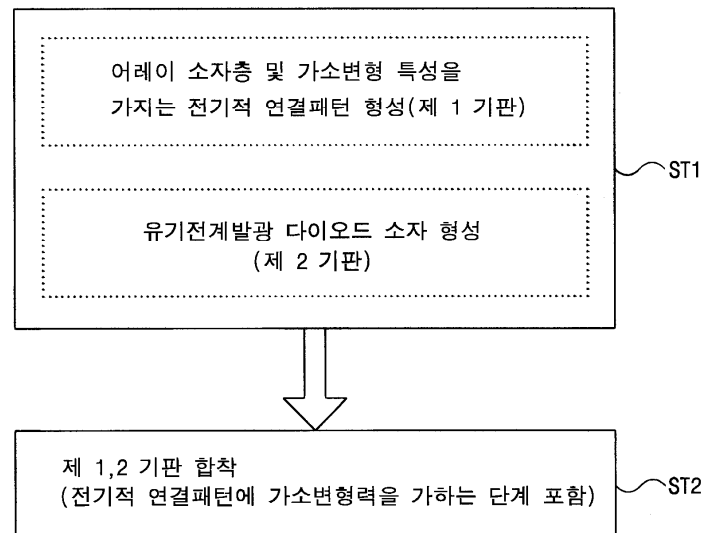 어레이 소자층 및 가소변형 특성을
가지는 전기적 연결패턴 형성(제 1 기판)
ST1
유기전계발광 다이오드 소자 형성
(제 2 기판)
제 1,2 기판 합착
(전기적 연결패턴에 가소변형력을 가하는 단계 포함)
ST2